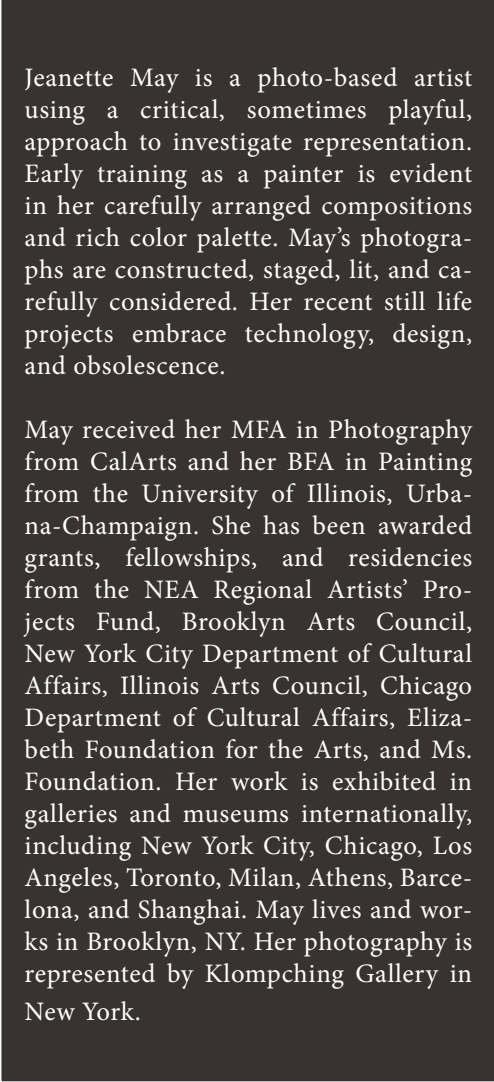 Jeanette May is a photo-based artist
using a critical, sometimes playful,
approach to investigate representation.
Early training as a painter is evident
in her carefully arranged compositions
and rich color palette. May's photogra-
phs are constructed, staged, lit, and ca-
refully considered. Her recent still life
projects embrace technology, design,
and obsolescence.

May received her MFA in Photography
from CalArts and her BFA in Painting
from the University of Illinois, Urba-
na-Champaign. She has been awarded
grants, fellowships, and residencies
from the NEA Regional Artists' Pro-
jects Fund, Brooklyn Arts Council,
New York City Department of Cultural
Affairs, Illinois Arts Council, Chicago
Department of Cultural Affairs, Eliza-
beth Foundation for the Arts, and Ms.
Foundation. Her work is exhibited in
galleries and museums internationally,
including New York City, Chicago, Los
Angeles, Toronto, Milan, Athens, Barce-
lona, and Shanghai. May lives and wor-
ks in Brooklyn, NY. Her photography is
represented by Klompching Gallery in
New York.